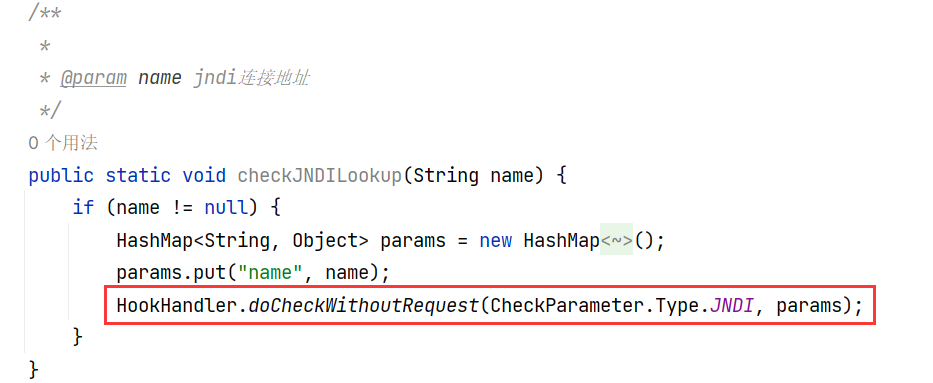 /**
 *
 * @param name jndi连接地址
 */
0 个用法
public static void checkJNDILookup(String name) {
    if (name != null) {
        HashMap<String, Object> params = new HashMap<~>();
        params.put("name", name);
        HookHandler.doCheckWithoutRequest(CheckParameter.Type.JNDI, params);
    }
}